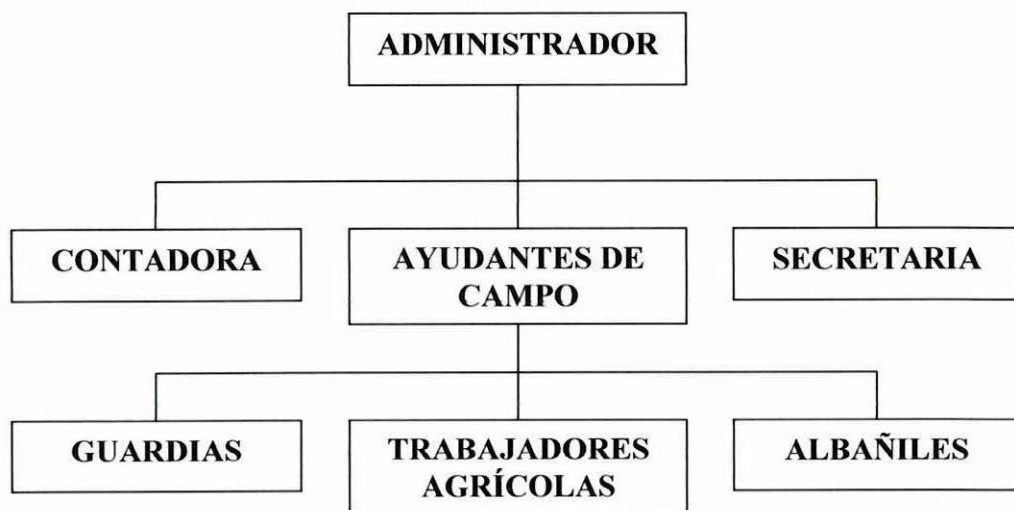 ADMINISTRADOR
CONTADORA
AYUDANTES DE
CAMPO
SECRETARIA
GUARDIAS
TRABAJADORES
AGRÍCOLAS
ALBAÑILES